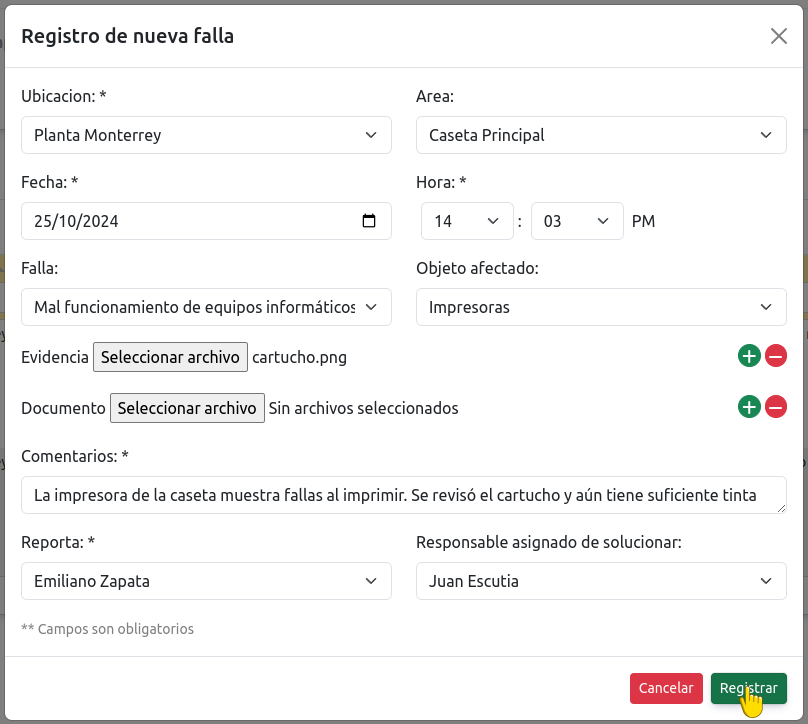 Registro de nueva falla
Ubicacion: * Area:
Planta Monterrey Caseta Principal
Fecha: * Hora: *
25/10/2024 14 : 03 PM
Falla: Objeto afectado:
Mal funcionamiento de equipos informáticos Impresoras
Evidencia Seleccionar archivo cartucho.png
Documento Seleccionar archivo Sin archivos seleccionados
Comentarios: *
La impresora de la caseta muestra fallas al imprimir. Se revisó el cartucho y aún tiene suficiente tinta
Reporta: * Responsable asignado de solucionar:
Emiliano Zapata Juan Escutia
** Campos son obligatorios
Cancelar Registrar